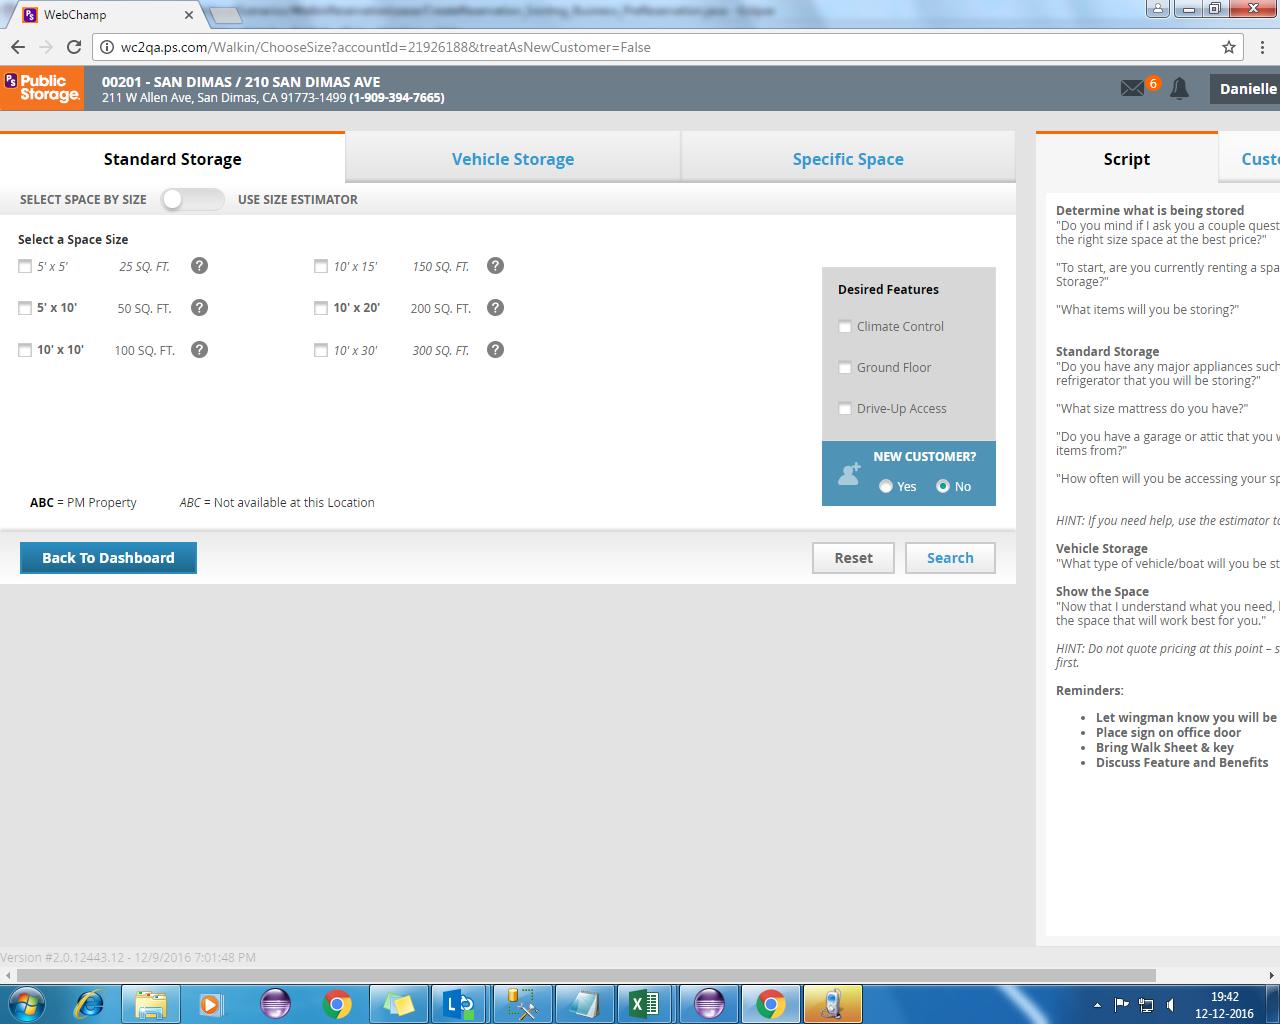 WebChamp
wc2qa.ps.com/Walkin/ChooseSize?accountId=21926188&treatAsNewCustomer=False
PS Public Storage.
00201 - SAN DIMAS / 210 SAN DIMAS AVE
211 W Allen Ave, San Dimas, CA 91773-1499 (1-909-394-7665)
6
Danielle
Standard Storage
Vehicle Storage
Specific Space
SELECT SPACE BY SIZE
USE SIZE ESTIMATOR
Select a Space Size
5' x 5' 25 SQ. FT. ?
10' x 15' 150 SQ. FT. ?
5' x 10' 50 SQ. FT. ?
10' x 20' 200 SQ. FT. ?
10' x 10' 100 SQ. FT. ?
10' x 30' 300 SQ. FT. ?
Desired Features
Climate Control
Ground Floor
Drive-Up Access
NEW CUSTOMER?
Yes No
ABC = PM Property
ABC = Not available at this Location
Back To Dashboard
Reset
Search
Script
Custo
Determine what is being stored
"Do you mind if I ask you a couple quest
the right size space at the best price?"
"To start, are you currently renting a spa
Storage?"
"What items will you be storing?"
Standard Storage
"Do you have any major appliances such
refrigerator that you will be storing?"
"What size mattress do you have?"
"Do you have a garage or attic that you w
items from?"
"How often will you be accessing your sp
HINT: If you need help, use the estimator to
Vehicle Storage
"What type of vehicle/boat will you be st
Show the Space
"Now that I understand what you need, l
the space that will work best for you."
HINT: Do not quote pricing at this point – s
first.
Reminders:
• Let wingman know you will be
• Place sign on office door
• Bring Walk Sheet & key
• Discuss Feature and Benefits
Version #2.0.12443.12 - 12/9/2016 7:01:48 PM
19:42
12-12-2016